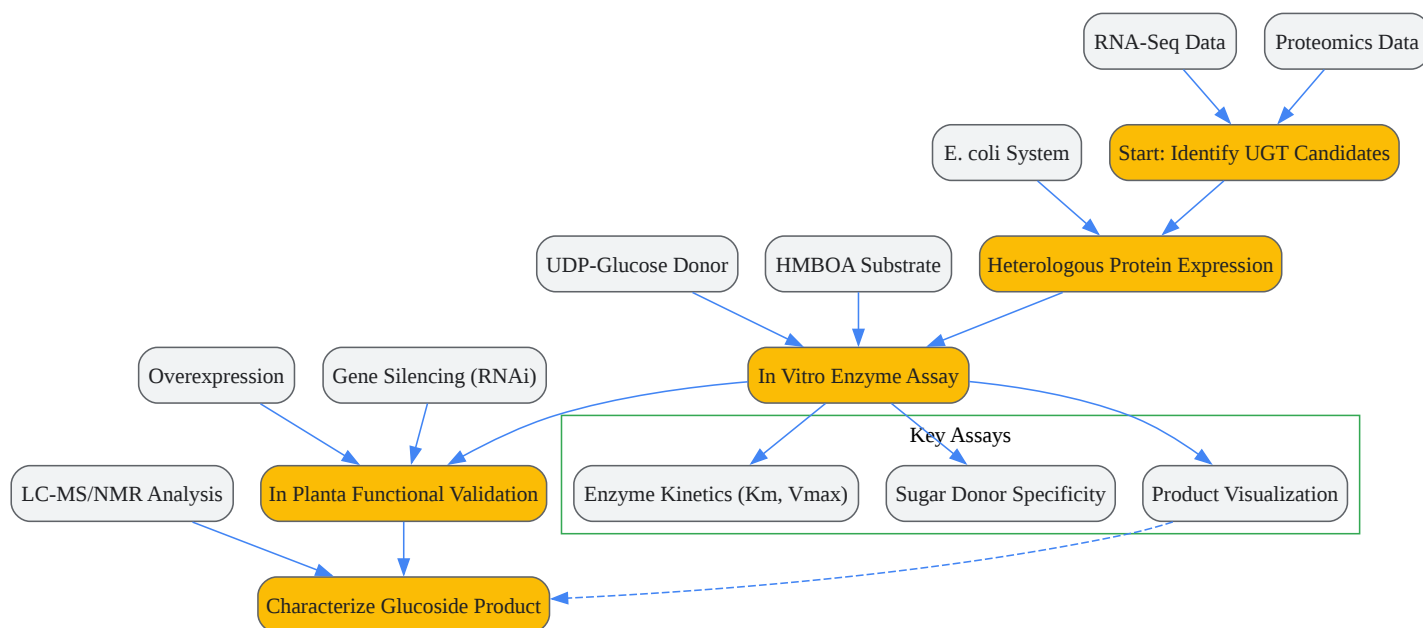 RNA-Seq Data
Proteomics Data
E. coli System
Start: Identify UGT Candidates
UDP-Glucose Donor
HMBOA Substrate
Heterologous Protein Expression
Overexpression
Gene Silencing (RNAi)
In Vitro Enzyme Assay
Key Assays
LC-MS/NMR Analysis
In Planta Functional Validation
Enzyme Kinetics (Km, Vmax)
Sugar Donor Specificity
Product Visualization
Characterize Glucoside Product